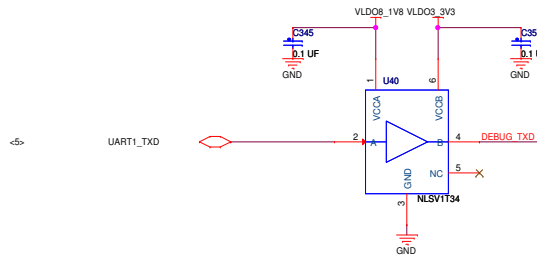 VLDO8_1V8 VLDO3_3V3
C345
0.1 UF
GND
C35
0.1 U
GND
U40
1
6
VCCA
VCCB
<5>
UART1_TXD
2
A
B
4
DEBUG_TXD
NC
5
GND
3
NLSV1T34
GND